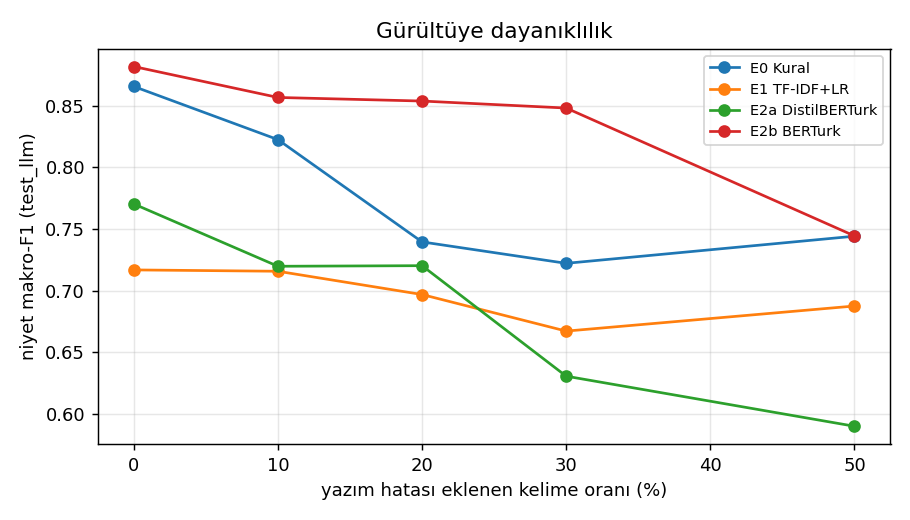 Gürültüye dayanıklılık
E0 Kural
E1 TF-IDF+LR
E2a DistilBERTurk
E2b BERTurk
niyet makro-F1 (test_llm)
0.85
0.80
0.75
0.70
0.65
0.60
0 10 20 30 40 50
yazım hatası eklenen kelime oranı (%)